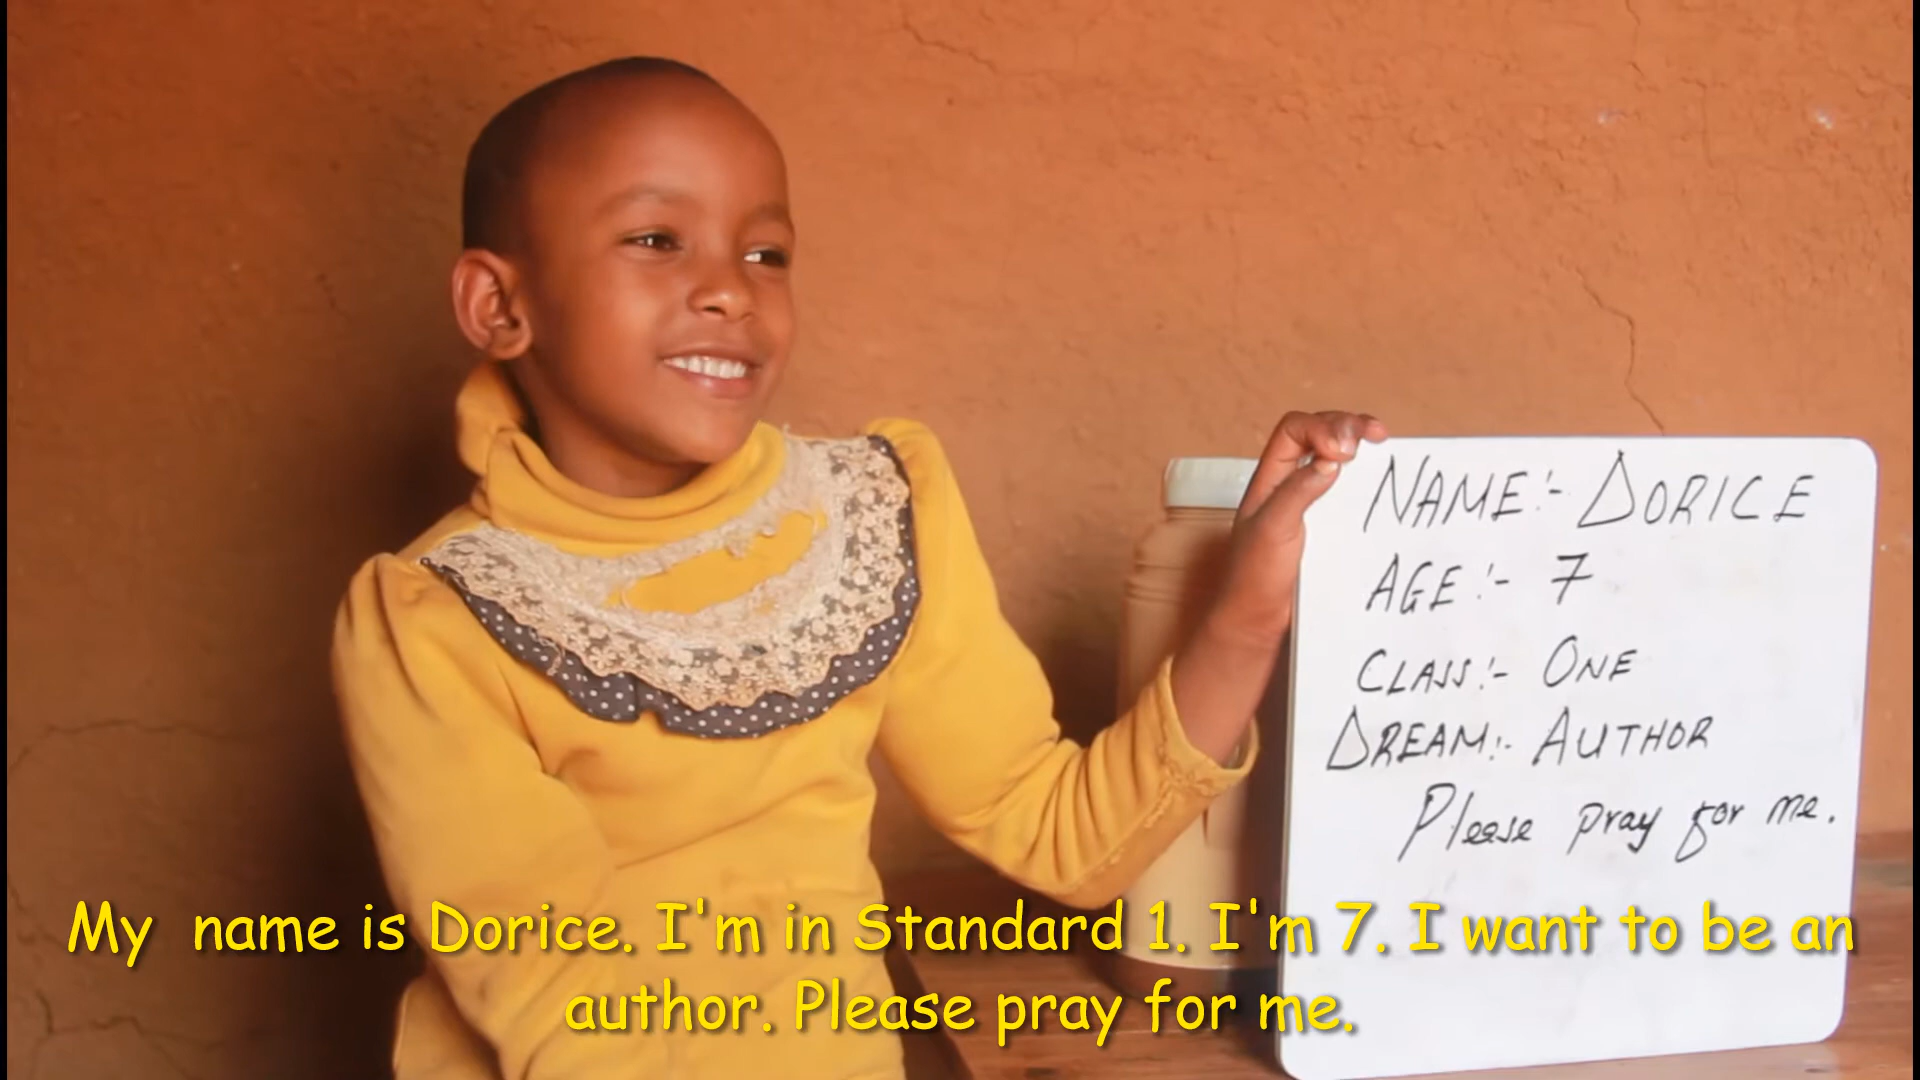 NAME:- DORICE
AGE:- 7
CLASS:- ONE
DREAM:- AUTHOR
Please pray for me.
My  name is Dorice. I'm in Standard 1. I'm 7. I want to be an
author. Please pray for me.